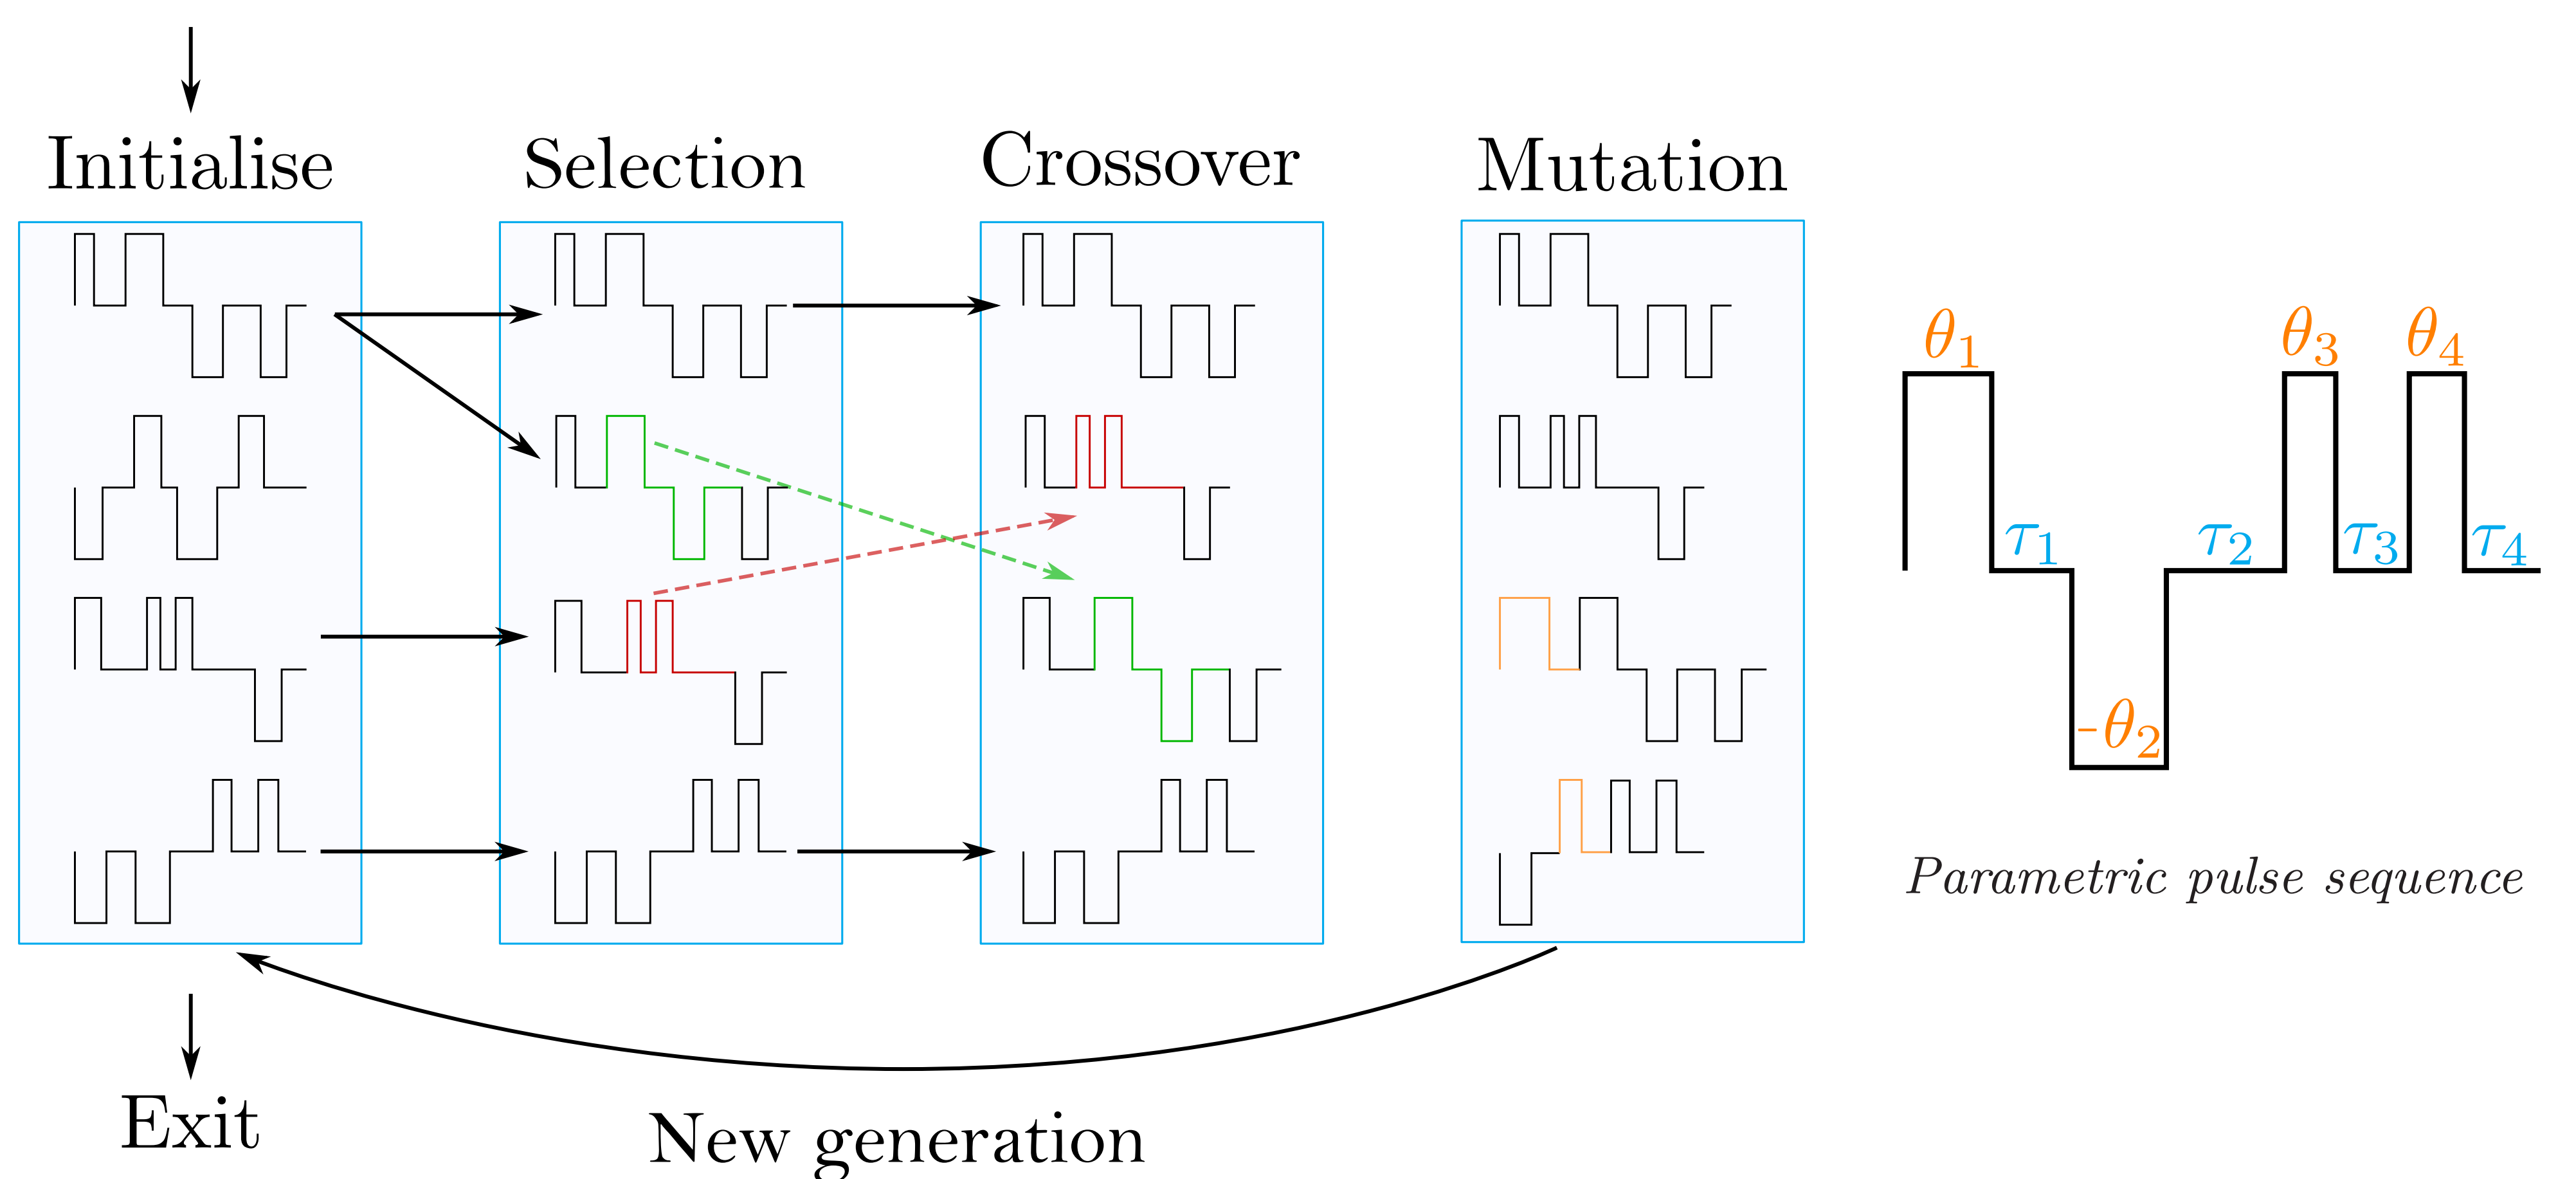 Initialise
Selection
Crossover
Mutation
θ1
θ3
θ4
τ1
τ2
τ3
τ4
-θ2
Parametric pulse sequence
Exit
New generation